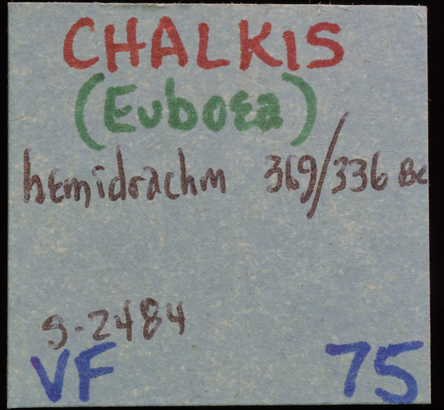 CHALKIS
(Euboea)
hemidrachm 369/336 Bc
S-2484
VF 75